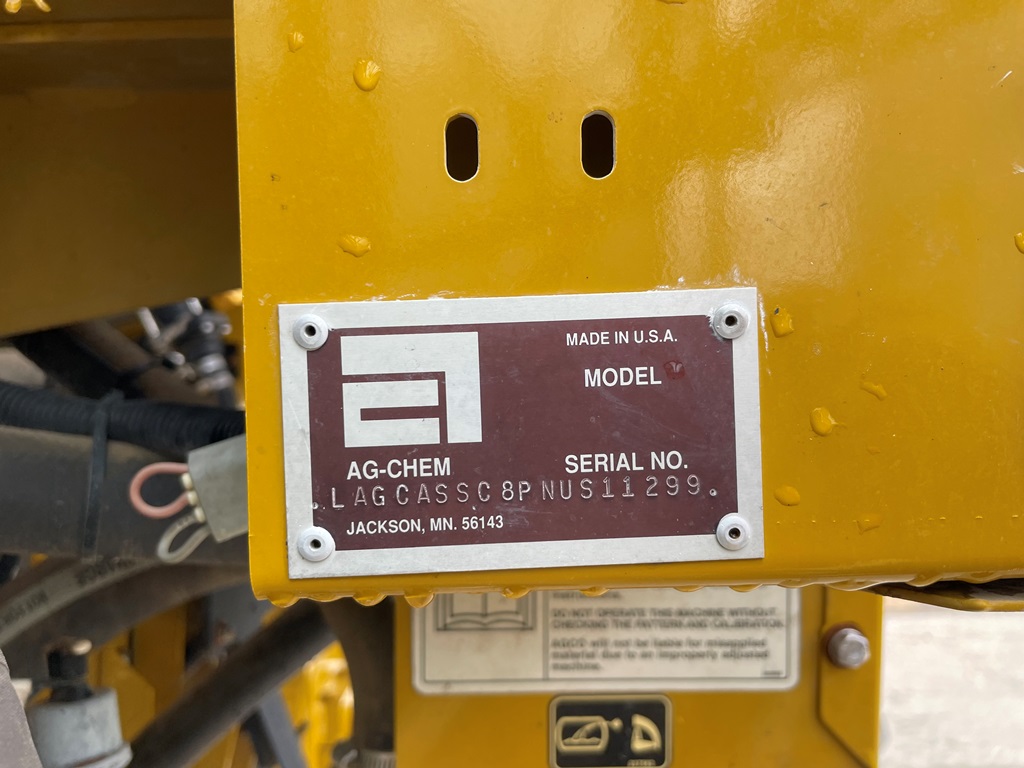 MADE IN U.S.A.
MODEL
AG-CHEM
SERIAL NO.
.LAGCASSC8PNUS11299.
JACKSON, MN. 56143
DO NOT OPERATE THIS MACHINE WITHOUT
CHECKING THE PATTERN AND CALIBRATION.
AGCO will not be liable for misapplied
material due to an improperly adjusted
machine.